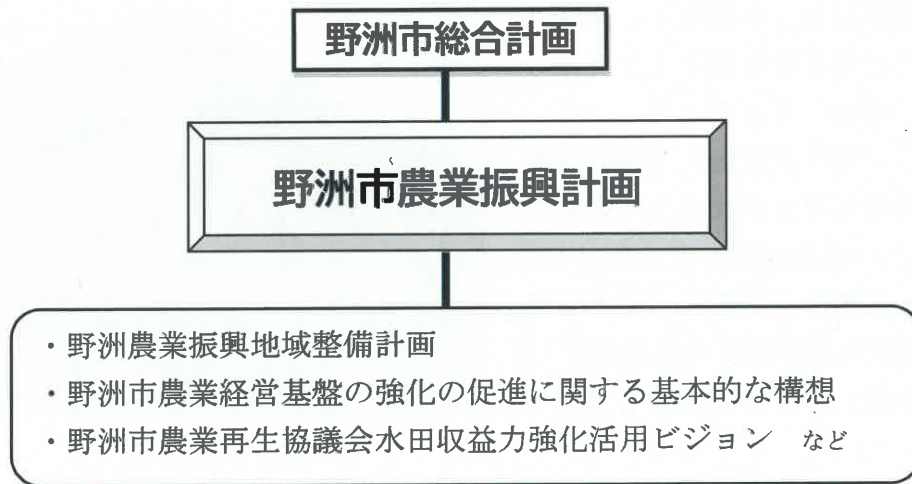 野洲市総合計画
野洲市農業振興計画
・野洲農業振興地域整備計画
・野洲市農業経営基盤の強化の促進に関する基本的な構想
・野洲市農業再生協議会水田収益力強化活用ビジョン　など